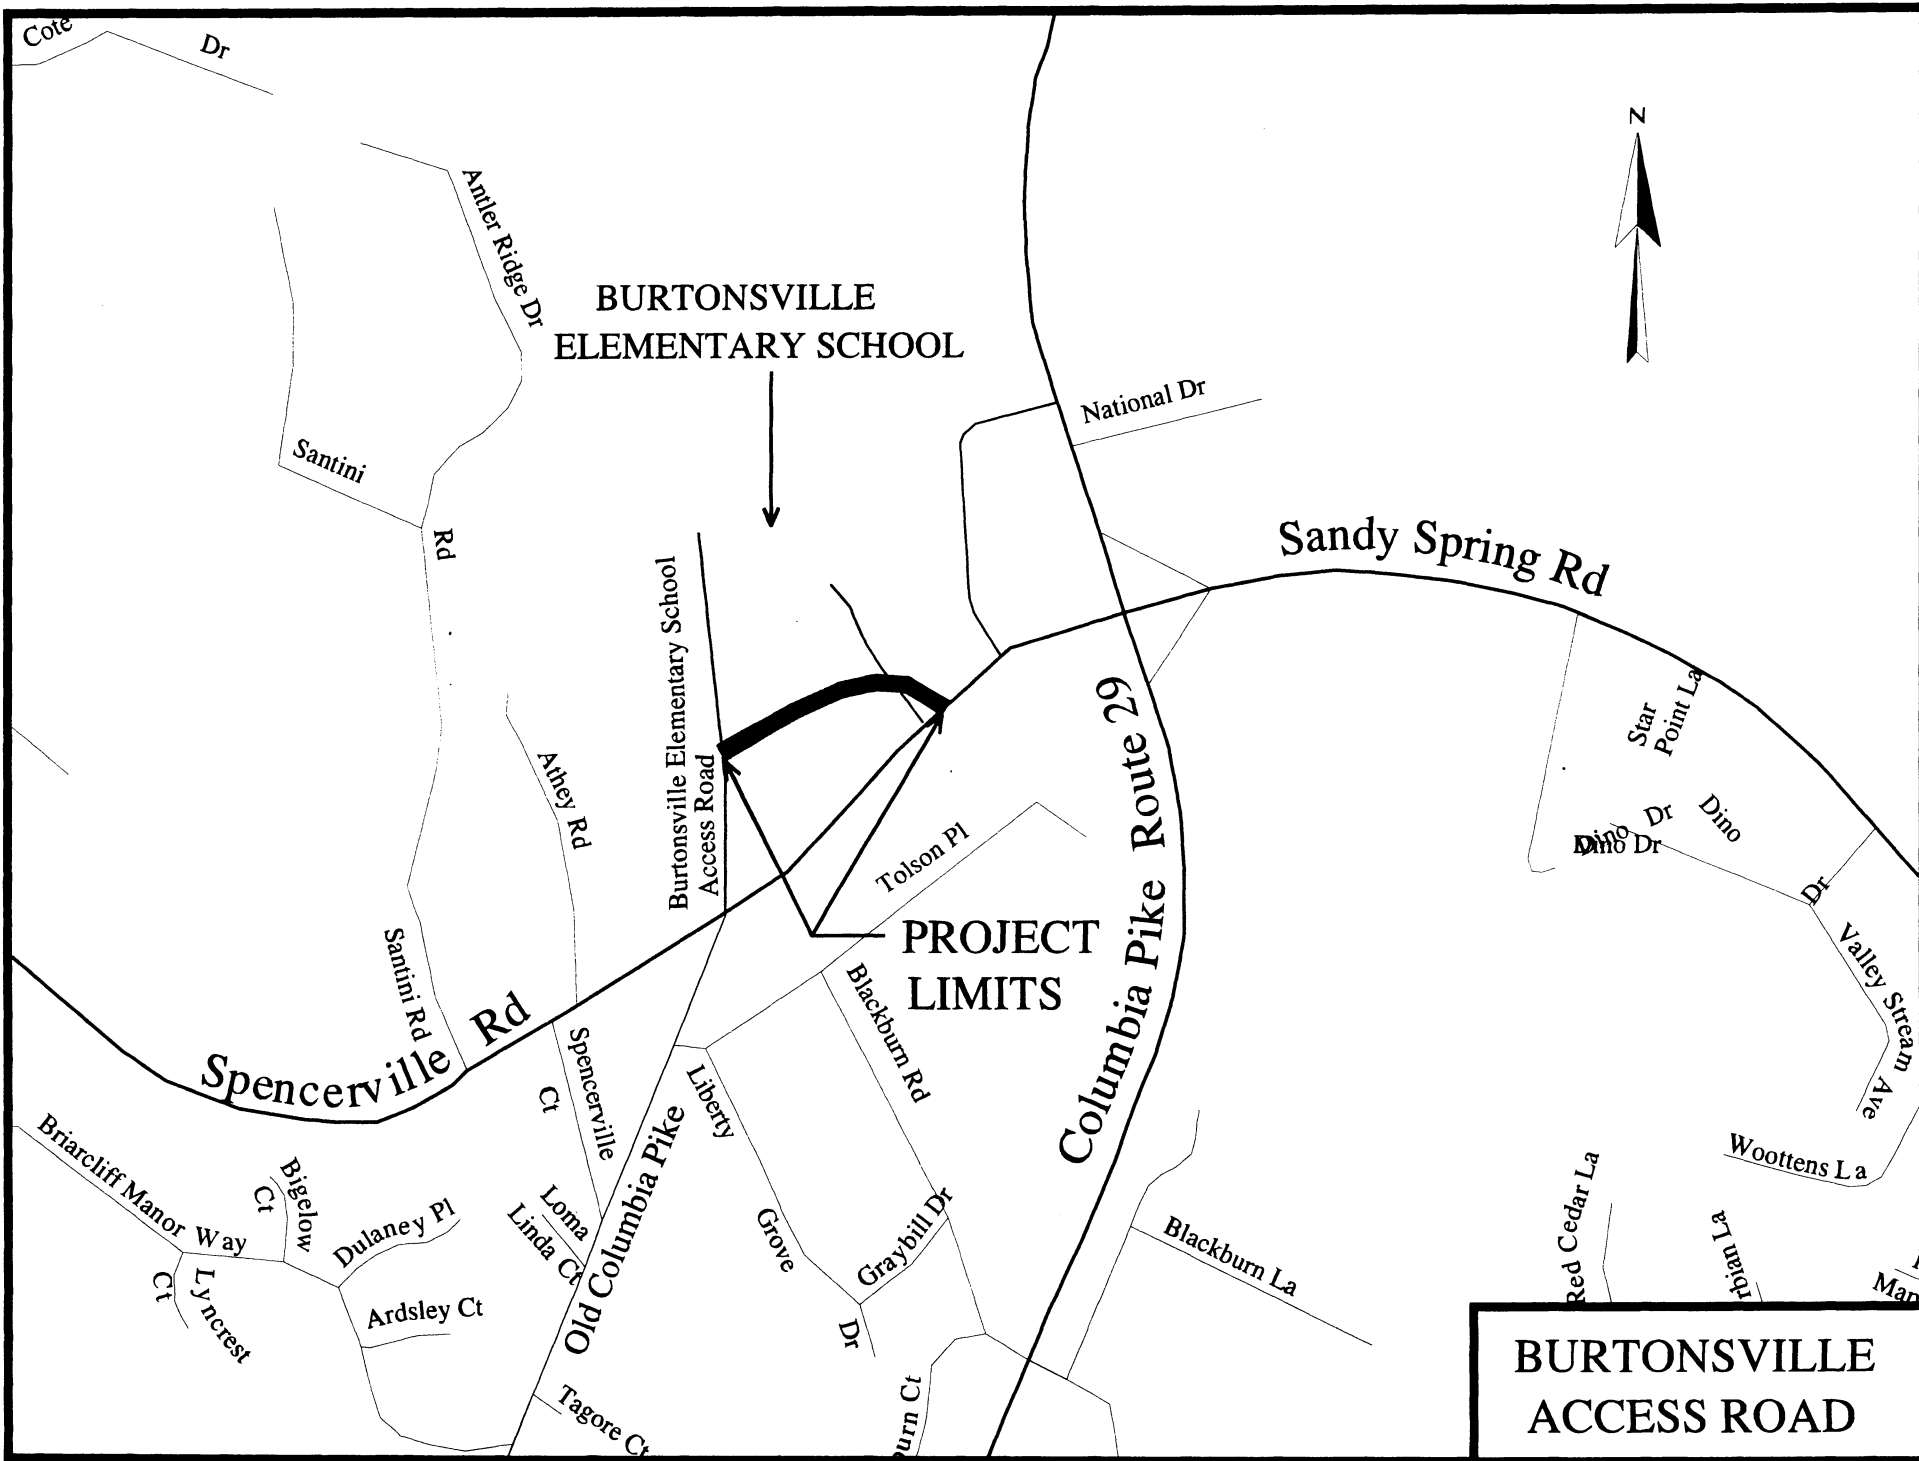 Cote
Dr
N
Antler Ridge Dr
BURTONSVILLE
ELEMENTARY SCHOOL
National Dr
Santini
Rd
Sandy Spring Rd
Burtonsville Elementary School
Access Road
Columbia Pike Route 29
Star
Point La
Athey Rd
Dino Dr
Dino Dr
Dino
Dr
Tolson Pl
PROJECT
LIMITS
Santini Rd
Spencerville Rd
Spencerville
Ct
Blackburn Rd
Valley Stream Ave
Liberty
Grove
Dr
Old Columbia Pike
Briarcliff Manor Way
Bigelow
Ct
Dulaney Pl
Loma
Linda Ct
Graybill Dr
Blackburn La
Woottens La
Red Cedar La
Lyncrest
Ct
Ardsley Ct
Tagore Ct
BURTONSVILLE
ACCESS ROAD